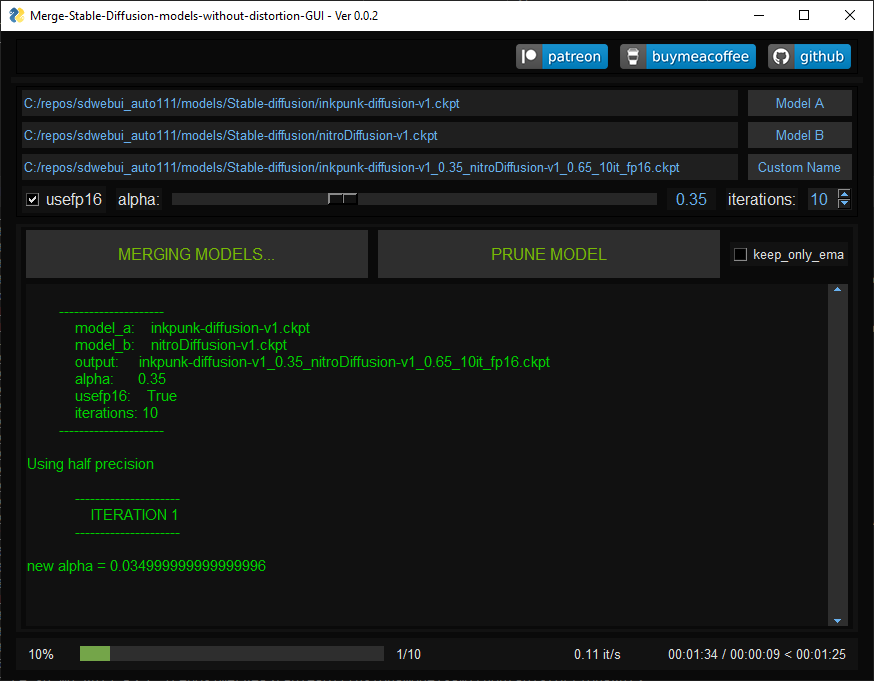 Merge-Stable-Diffusion-models-without-distortion-GUI - Ver 0.0.2
patreon buymeacoffee github
C:/repos/sdwebui_auto111/models/Stable-diffusion/inkpunk-diffusion-v1.ckpt Model A
C:/repos/sdwebui_auto111/models/Stable-diffusion/nitroDiffusion-v1.ckpt Model B
C:/repos/sdwebui_auto111/models/Stable-diffusion/inkpunk-diffusion-v1_0.35_nitroDiffusion-v1_0.65_10it_fp16.ckpt Custom Name
usefp16 alpha: 0.35 iterations: 10
MERGING MODELS... PRUNE MODEL keep_only_ema
---------------------
model_a: inkpunk-diffusion-v1.ckpt
model_b: nitroDiffusion-v1.ckpt
output: inkpunk-diffusion-v1_0.35_nitroDiffusion-v1_0.65_10it_fp16.ckpt
alpha: 0.35
usefp16: True
iterations: 10
---------------------
Using half precision
---------------------
ITERATION 1
---------------------
new alpha = 0.034999999999999996
10% 1/10 0.11 it/s 00:01:34 / 00:00:09 < 00:01:25